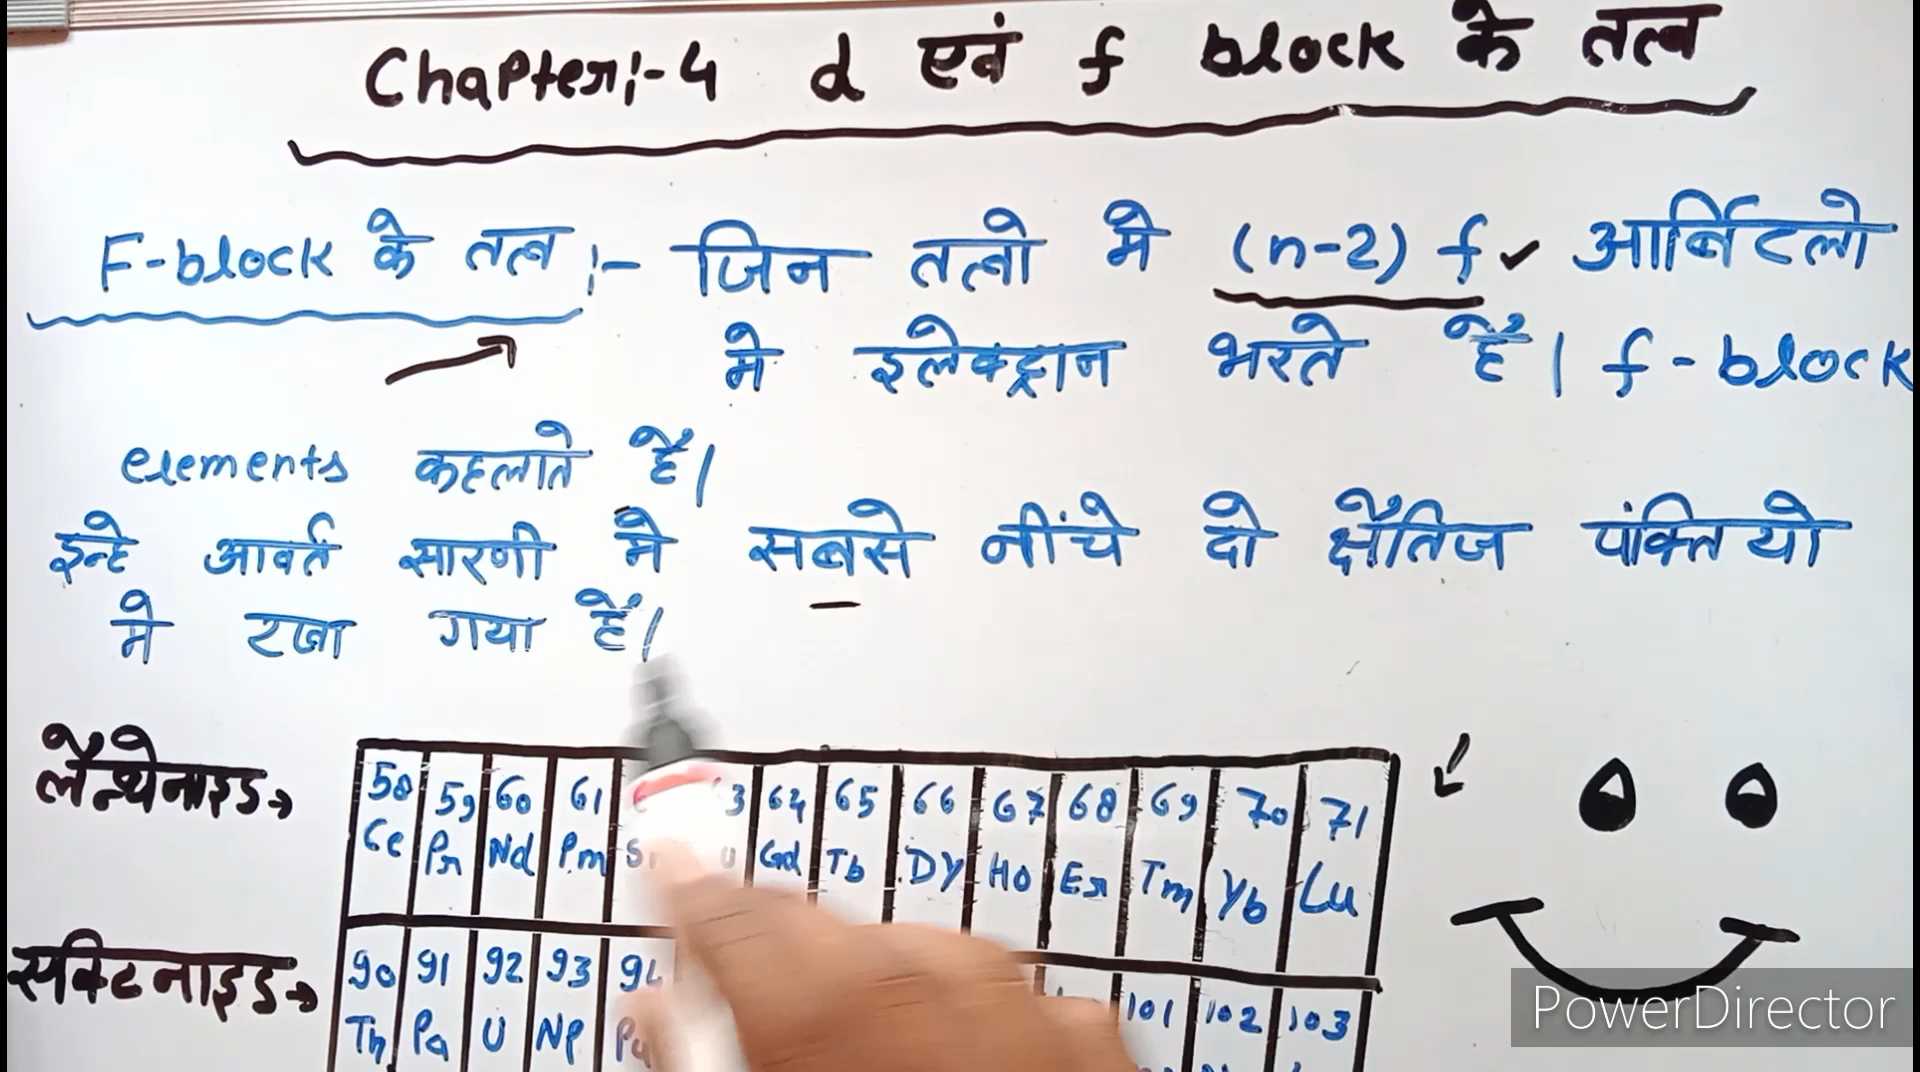 Chapter:-4 d एवं f block के तत्व
F-block के तत्व :- जिन तत्वो मे (n-2) f आर्बिटलो
मे इलेक्ट्रान भरते हैं। f-block
elements कहलाते हैं।
इन्हे आवर्त सारणी मे सबसे नींचे दो क्षैतिज पंक्तियो
मे रखा गया हैं।
लैन्थेनाइड→ 58 59 60 61 64 65 66 67 68 69 70 71
Ce Pr Nd Pm Gd Tb DY Ho Er Tm Yb Lu
90 91 92 93 94 101 102 103
Th Pa U Np
PowerDirector